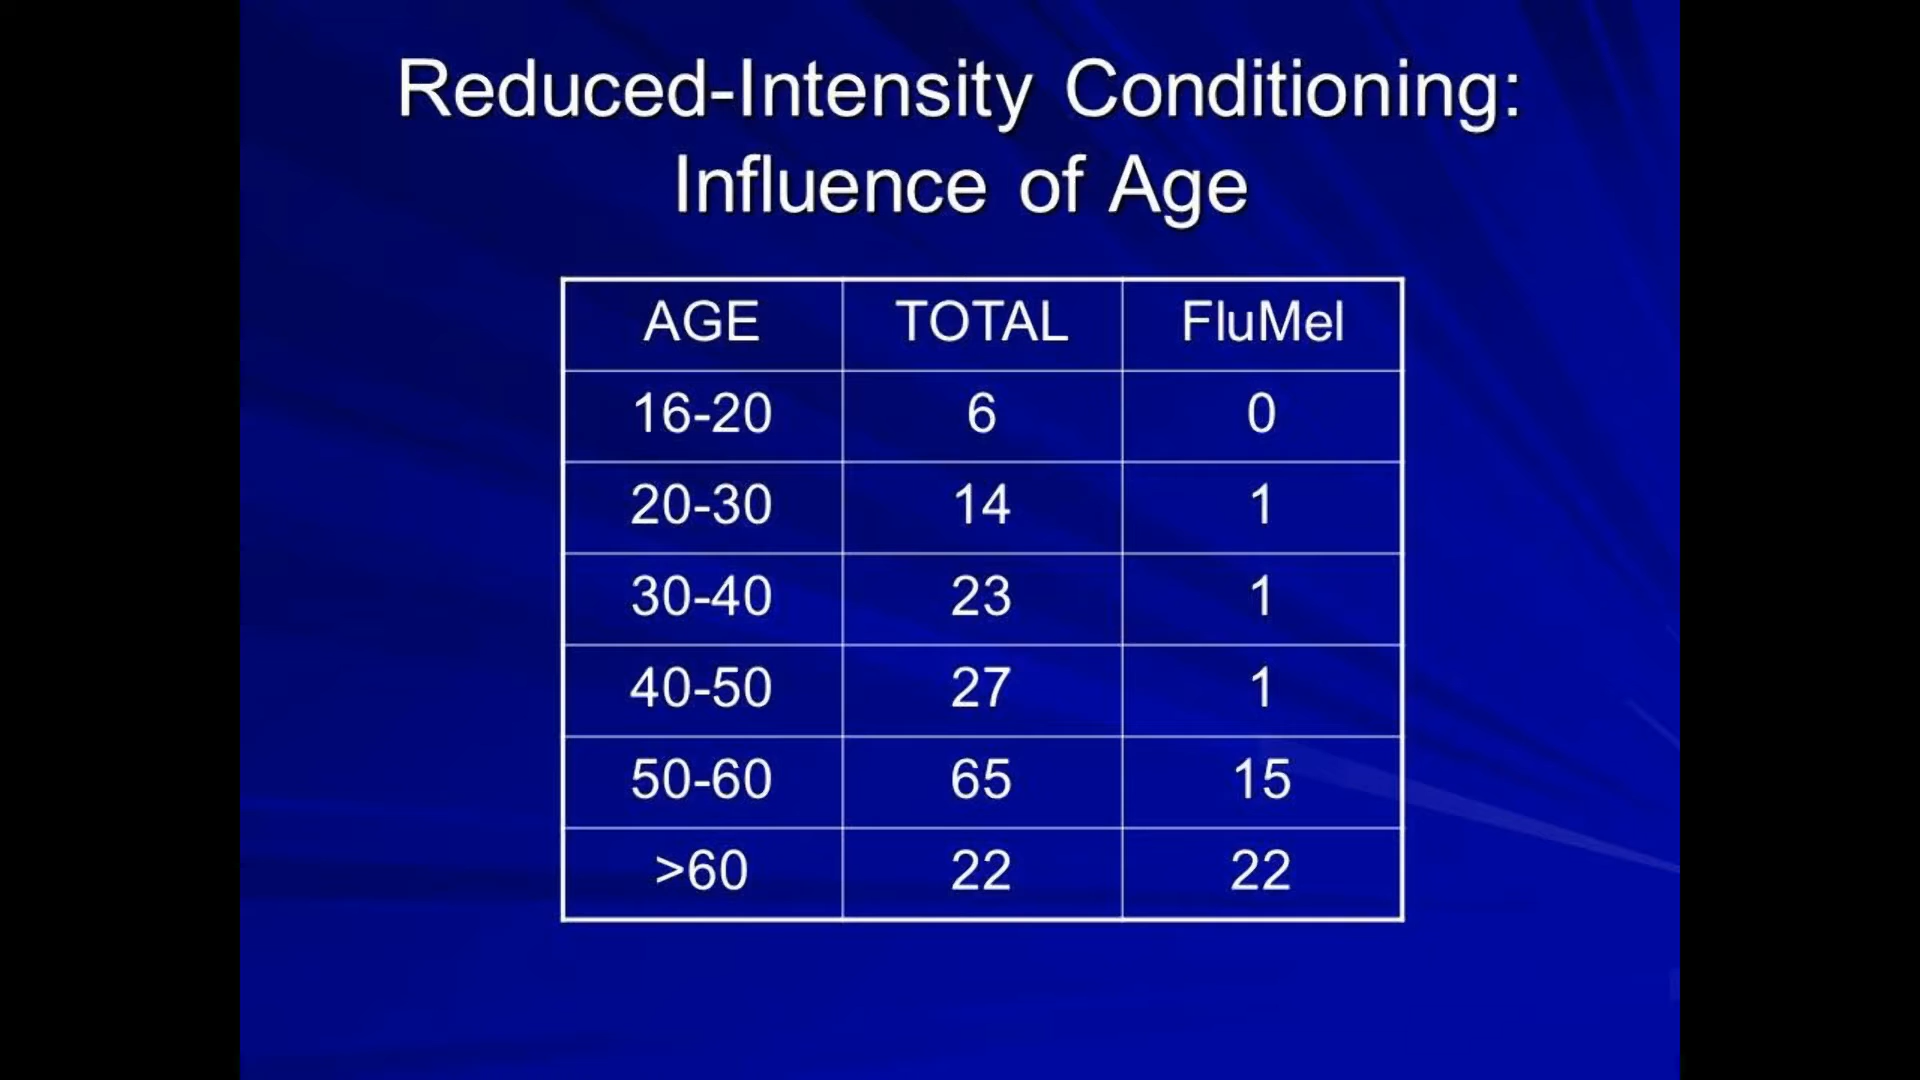 Reduced-Intensity Conditioning:
Influence of Age
AGE TOTAL FluMel
16-20 6 0
20-30 14 1
30-40 23 1
40-50 27 1
50-60 65 15
>60 22 22